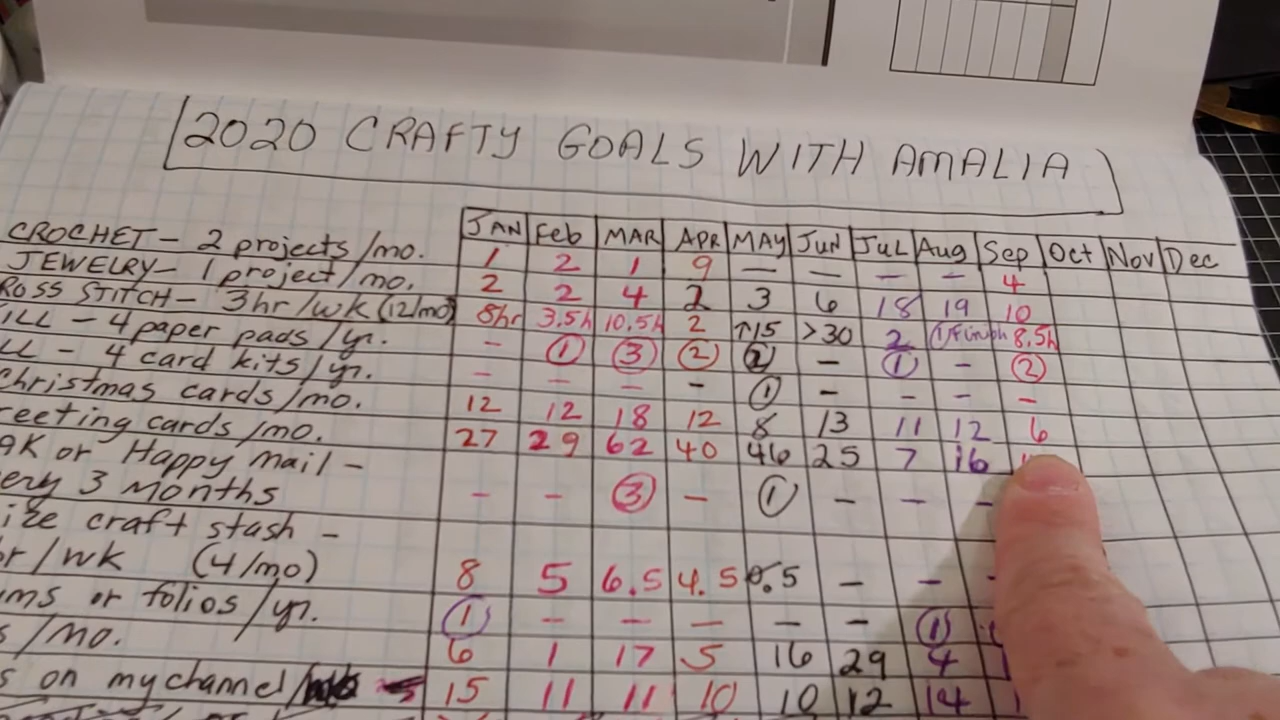 2020 CRAFTY GOALS WITH AMALIA
JAN Feb MAR APR MAY Jun Jul Aug Sep Oct Nov Dec
CROCHET - 2 projects/mo. 1 2 1 9 — — — — 4
JEWELRY - 1 project/mo. 2 2 4 2 3 6 18 19 10
ROSS STITCH - 3hr/wk (12/mo) 8hr 3.5h 10.5h 2 ↑15 >30 2 8.5h
ILL - 4 paper pads/yr. - ① ③ ② ② - ① - ②
LL - 4 card kits/yr. - - - - ① - - - -
Christmas cards/mo. 12 12 18 12 8 13 11 12 6
reeting cards/mo. 27 29 62 40 46 25 7 16
AK or Happy mail -
ery 3 months - - ③ - ① - - -
ize craft stash -
r/wk (4/mo) 8 5 6.5 4.5 .5 - - -
ms or folios/yr. ① - - - - - ①
s/mo. 6 1 17 5 16 29 4
s on my channel/ 15 11 11 10 10 12 14